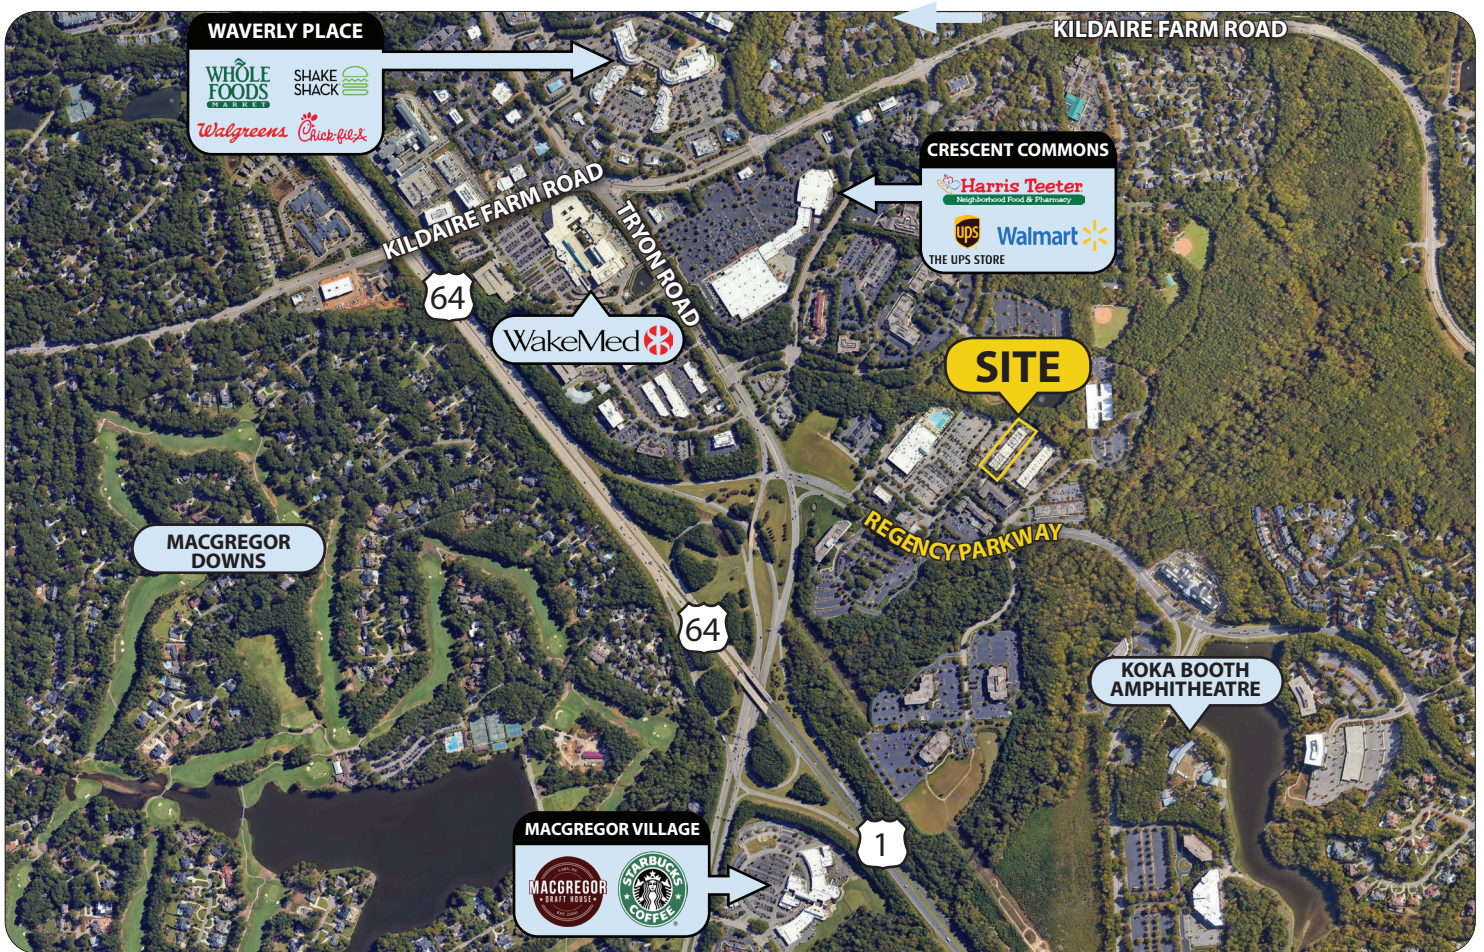 KILDAIRE FARM ROAD
WAVERLY PLACE
WHOLE
FOODS
MARKET
SHAKE
SHACK
Walgreens
Chick-fil-A
CRESCENT COMMONS
Harris Teeter
Neighborhood Food & Pharmacy
ups
Walmart
THE UPS STORE
KILDAIRE FARM ROAD
TRYON ROAD
64
WakeMed
SITE
REGENCY PARKWAY
MACGREGOR
DOWNS
64
KOKA BOOTH
AMPHITHEATRE
MACGREGOR VILLAGE
CARY, NC
MACGREGOR
DRAFT HOUSE
STARBUCKS
COFFEE
1